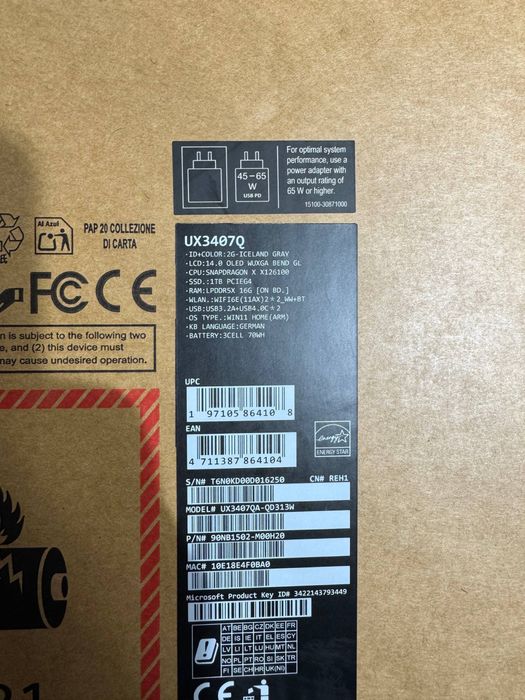 For optimal system
performance, use a
power adapter with
an output rating of
65 W or higher.
45–65
W
USB PD
15100-30871000
Al Azul
PAP 20 COLLEZIONE
DI CARTA
FCC CE
n is subject to the following two
e, and (2) this device must
may cause undesired operation.
UX3407Q
·ID+COLOR:2G-ICELAND GRAY
·LCD:14.0 OLED WUXGA BEND GL
·CPU:SNAPDRAGON X X126100
·SSD.:1TB PCIEG4
·RAM:LPDDR5X 16G [ON BD.]
·WLAN:WIFI6E(11AX)2*2_WW+BT
·USB:USB3.2A+USB4.0C*2
·OS TYPE.:WIN11 HOME(ARM)
·KB LANGUAGE:GERMAN
·BATTERY:3CELL 70WH
UPC
1 97105 86410 8
EAN
4 711387 864104
energy
ENERGY STAR
S/N# T6N0KD00D016250
CN# REH1
MODEL# UX3407QA-QD313W
P/N# 90NB1502-M00H20
MAC# 10E18E4F0BA0
Microsoft Product Key ID# 3422143793449
AT BE BG CZ DK EE FR
DE IS IE IT EL ES CY
LV LI LT LU HU MT NL
NO PL PT RO SI SK TR
FI SE CH HR UK(NI)
CE